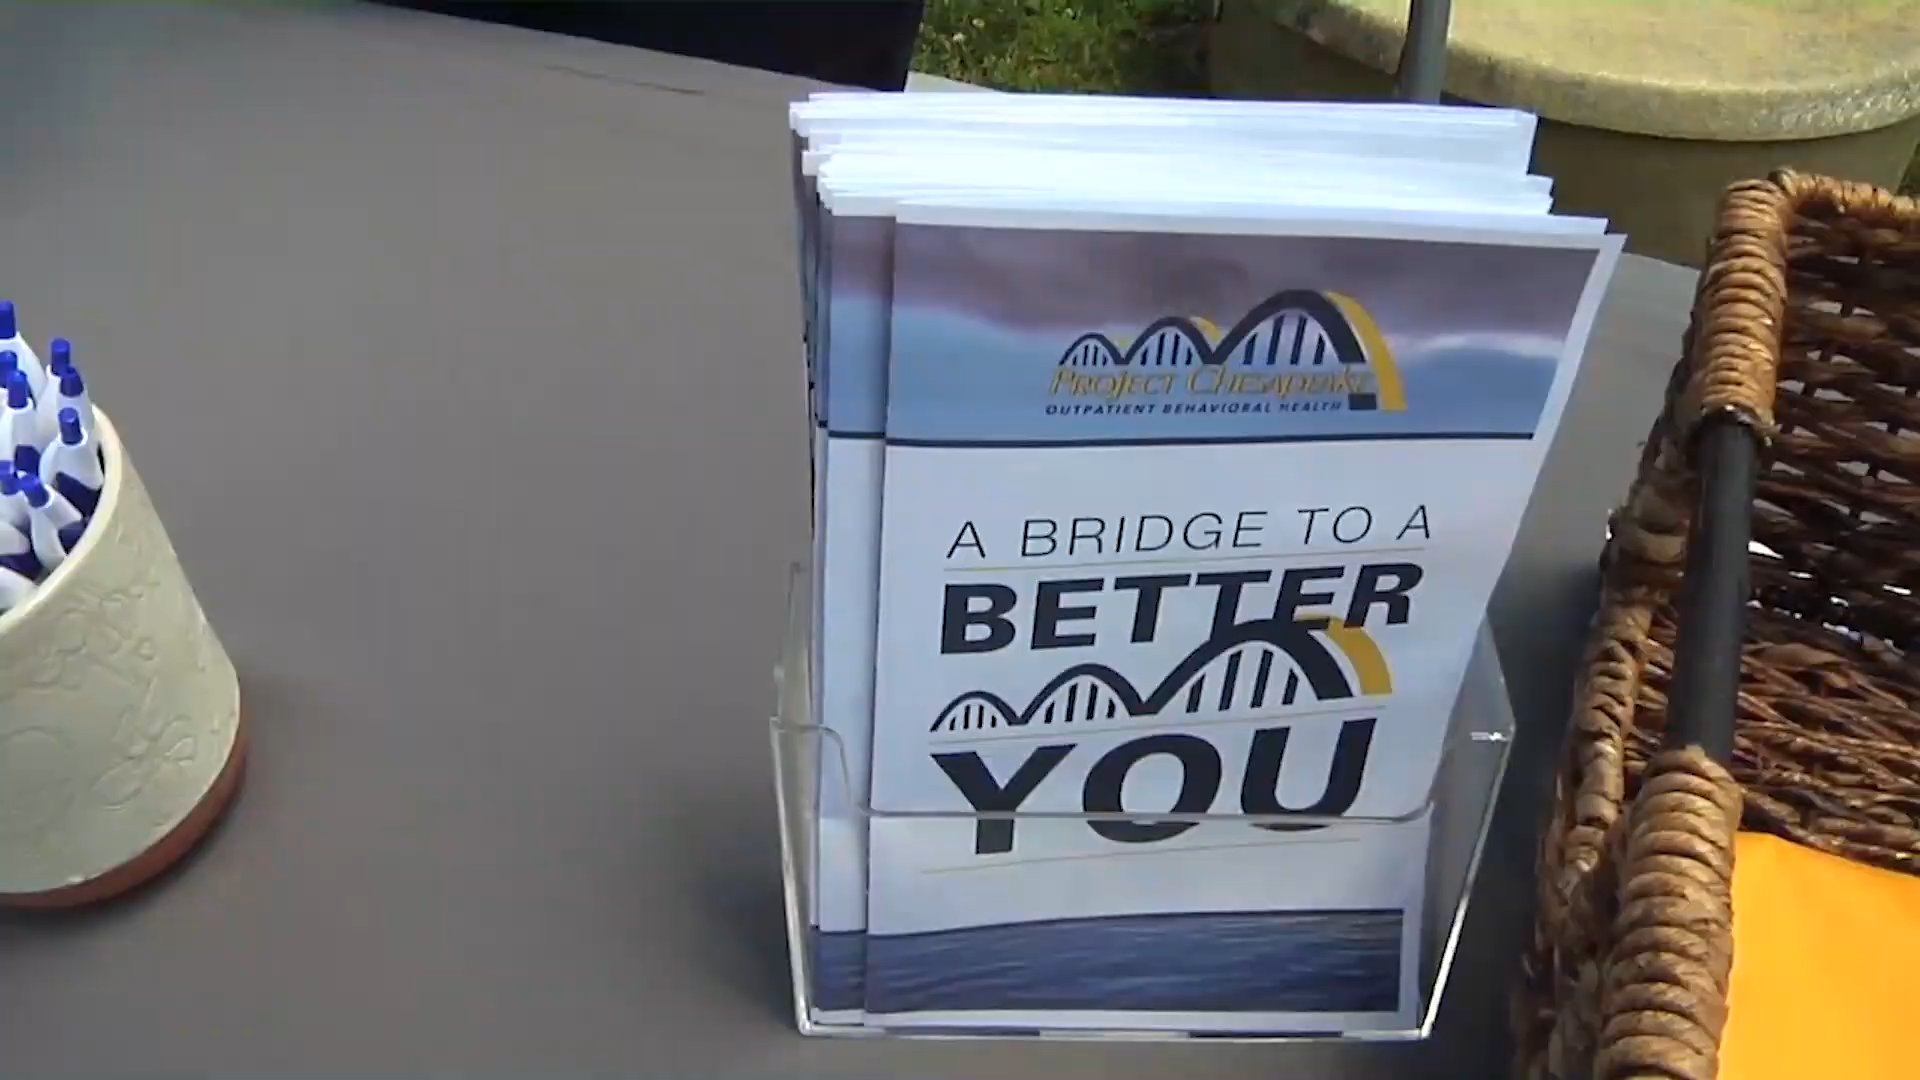 PROJECT CHESAPEAKE
OUTPATIENT BEHAVIORAL HEALTH
A BRIDGE TO A
BETTER
YOU